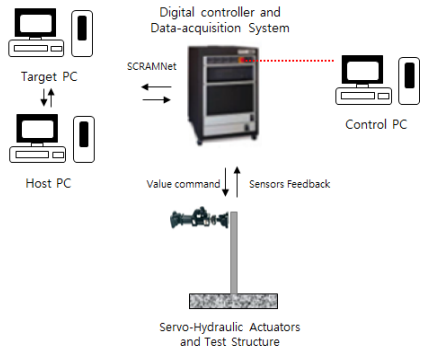 Digital controller and
Data-acquisition System
Target PC
SCRAMNet
Control PC
Host PC
Value command
Sensors Feedback
Servo-Hydraulic Actuators
and Test Structure